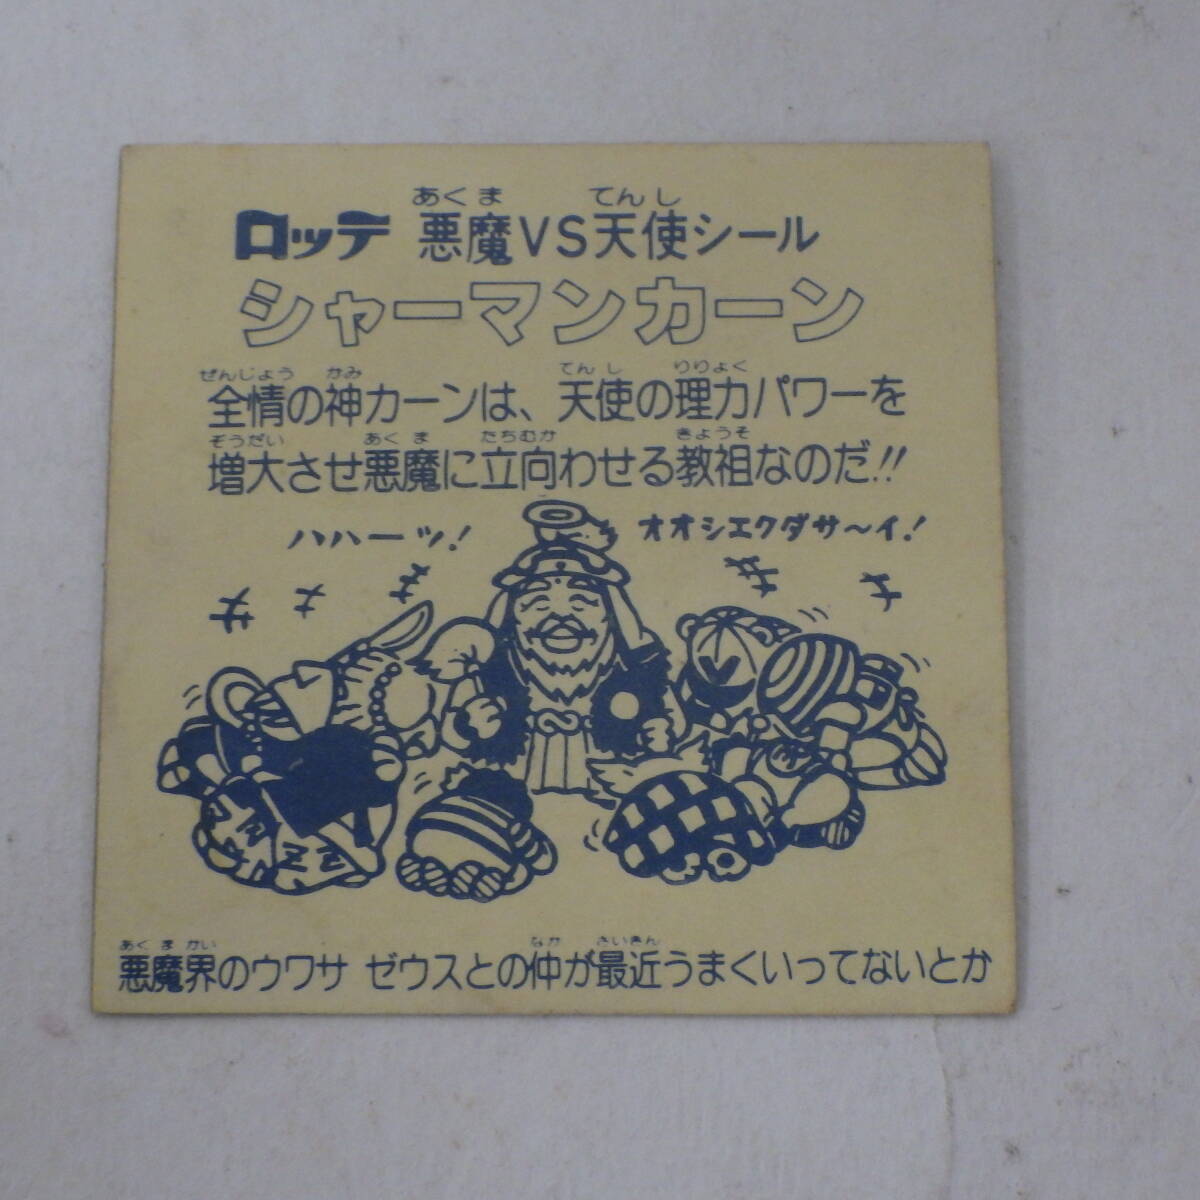 ロッテ 悪魔VS天使シール
あくま てんし
シャーマンカーン
ぜんじょう かみ てんし りりょく
全情の神カーンは、天使の理力パワーを
ぞうだい あくま たちむか きょうそ
増大させ悪魔に立向わせる教祖なのだ!!
ハハーッ!
オオシエクダサ〜イ!
あくまかい なか さいきん
悪魔界のウワサ ゼウスとの仲が最近うまくいってないとか